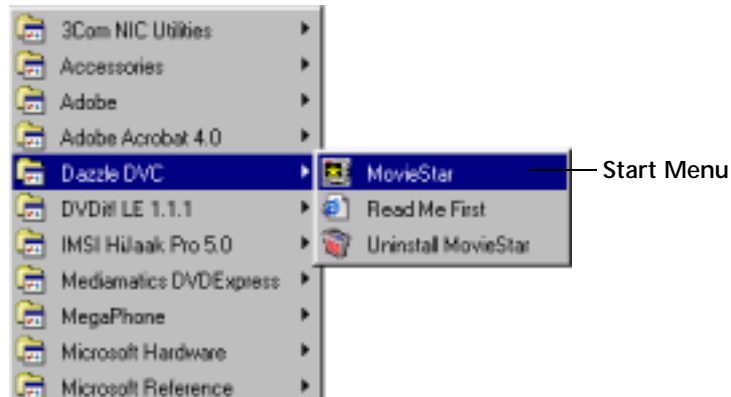 3Com NIC Utilities
Accessories
Adobe
Adobe Acrobat 4.0
Dazzle DVC
DVDit! LE 1.1.1
IMSI HiJaak Pro 5.0
Mediamatics DVDExpress
MegaPhone
Microsoft Hardware
Microsoft Reference
MovieStar
Read Me First
Uninstall MovieStar
Start Menu